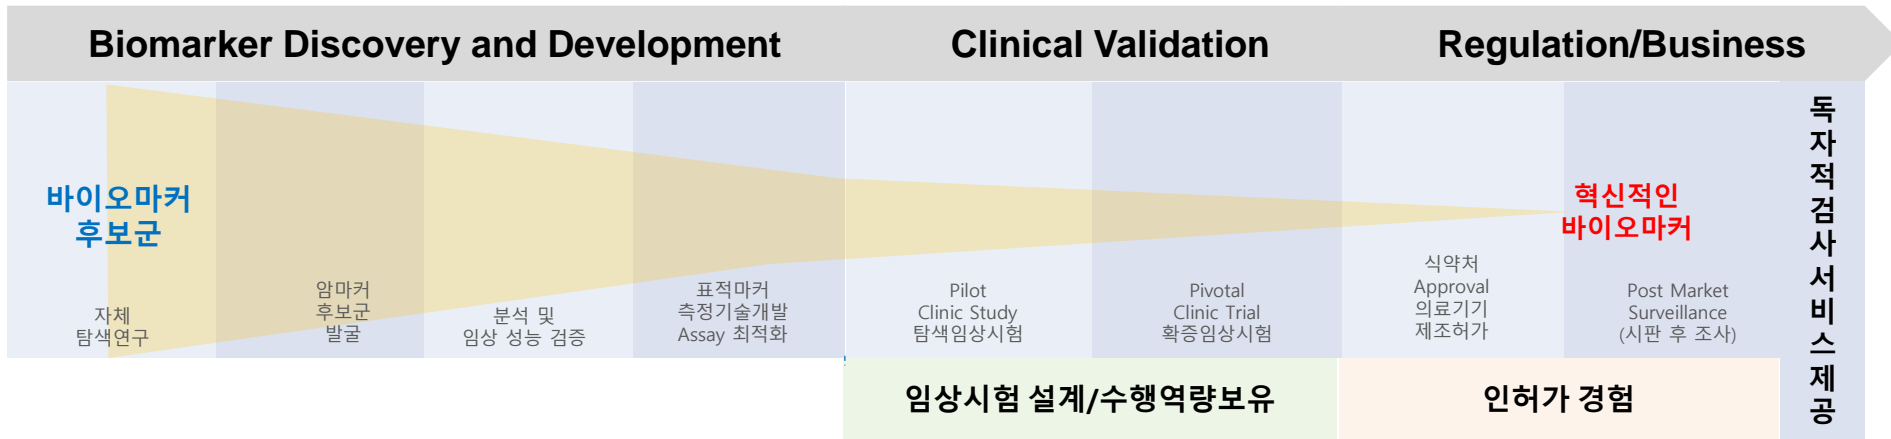 Biomarker Discovery and Development
Clinical Validation
Regulation/Business
바이오마커
후보군
자체
탐색연구
암마커
후보군
발굴
분석 및
임상 성능 검증
표적마커
측정기술개발
Assay 최적화
Pilot
Clinic Study
탐색임상시험
Pivotal
Clinic Trial
확증임상시험
식약처
Approval
의료기기
제조허가
혁신적인
바이오마커
Post Market
Surveillance
(시판 후 조사)
독자적검사서비스제공
임상시험 설계/수행역량보유
인허가 경험